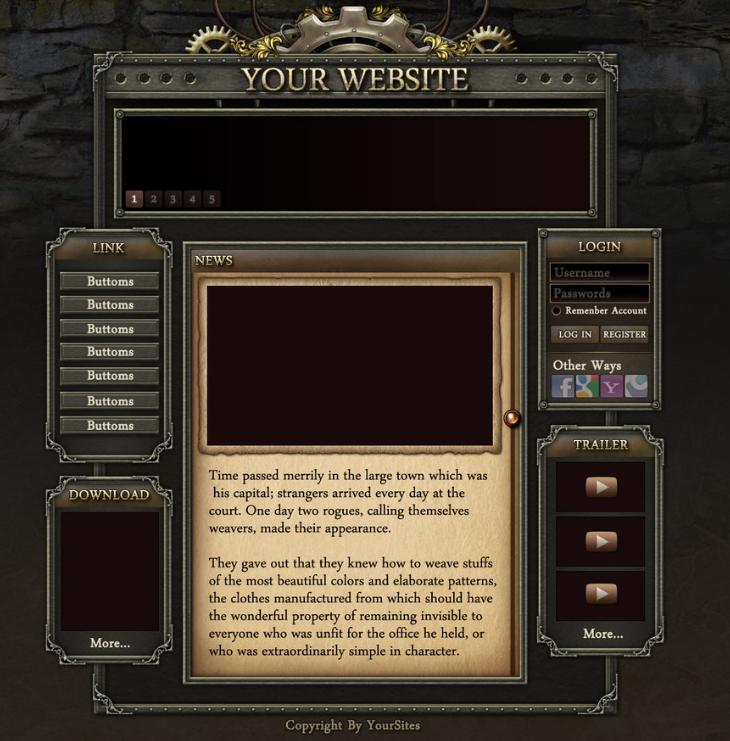 YOUR WEBSITE
1 2 3 4 5
LINK
Buttoms
Buttoms
Buttoms
Buttoms
Buttoms
Buttoms
Buttoms
DOWNLOAD
More...
NEWS
Time passed merrily in the large town which was
his capital; strangers arrived every day at the
court. One day two rogues, calling themselves
weavers, made their appearance.
They gave out that they knew how to weave stuffs
of the most beautiful colors and elaborate patterns,
the clothes manufactured from which should have
the wonderful property of remaining invisible to
everyone who was unfit for the office he held, or
who was extraordinarily simple in character.
LOGIN
Username
Passwords
Remenber Account
LOG IN REGISTER
Other Ways
f g Y
TRAILER
More...
Copyright By YourSites